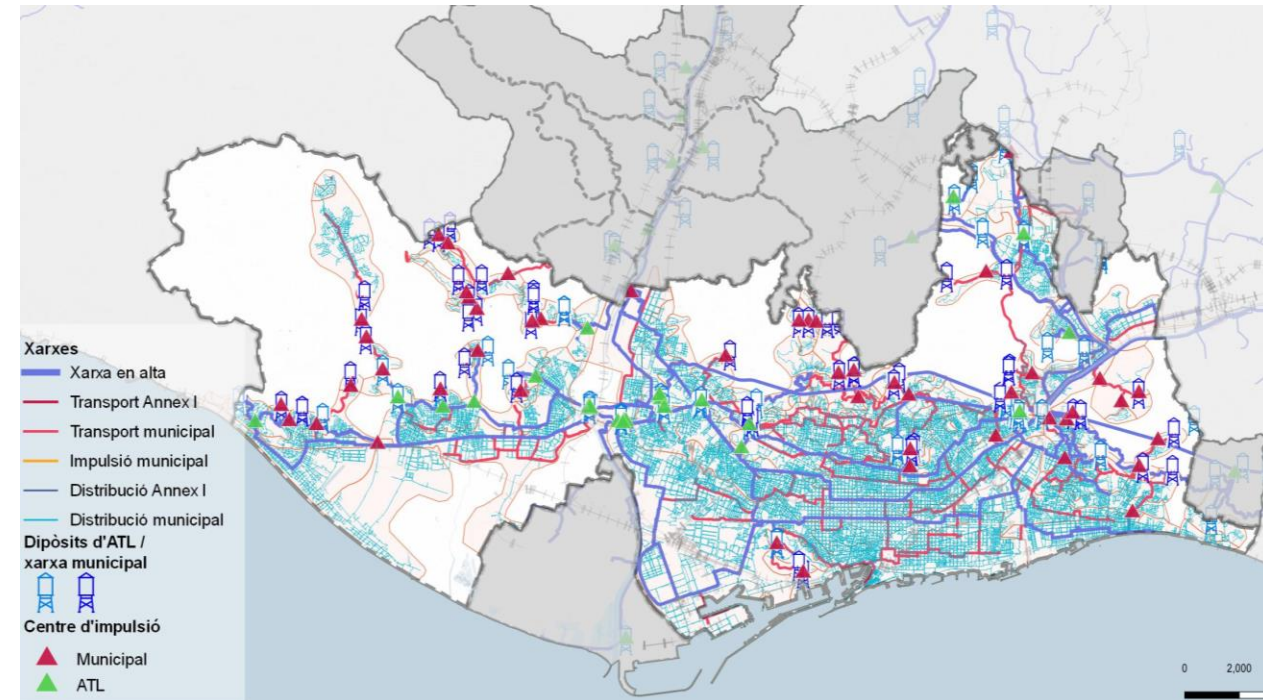 Xarxes
Xarxa en alta
Transport Annex I
Transport municipal
Impulsió municipal
Distribució Annex I
Distribució municipal
Dipòsits d'ATL /
xarxa municipal
Centre d'impulsió
Municipal
ATL
0 2,000